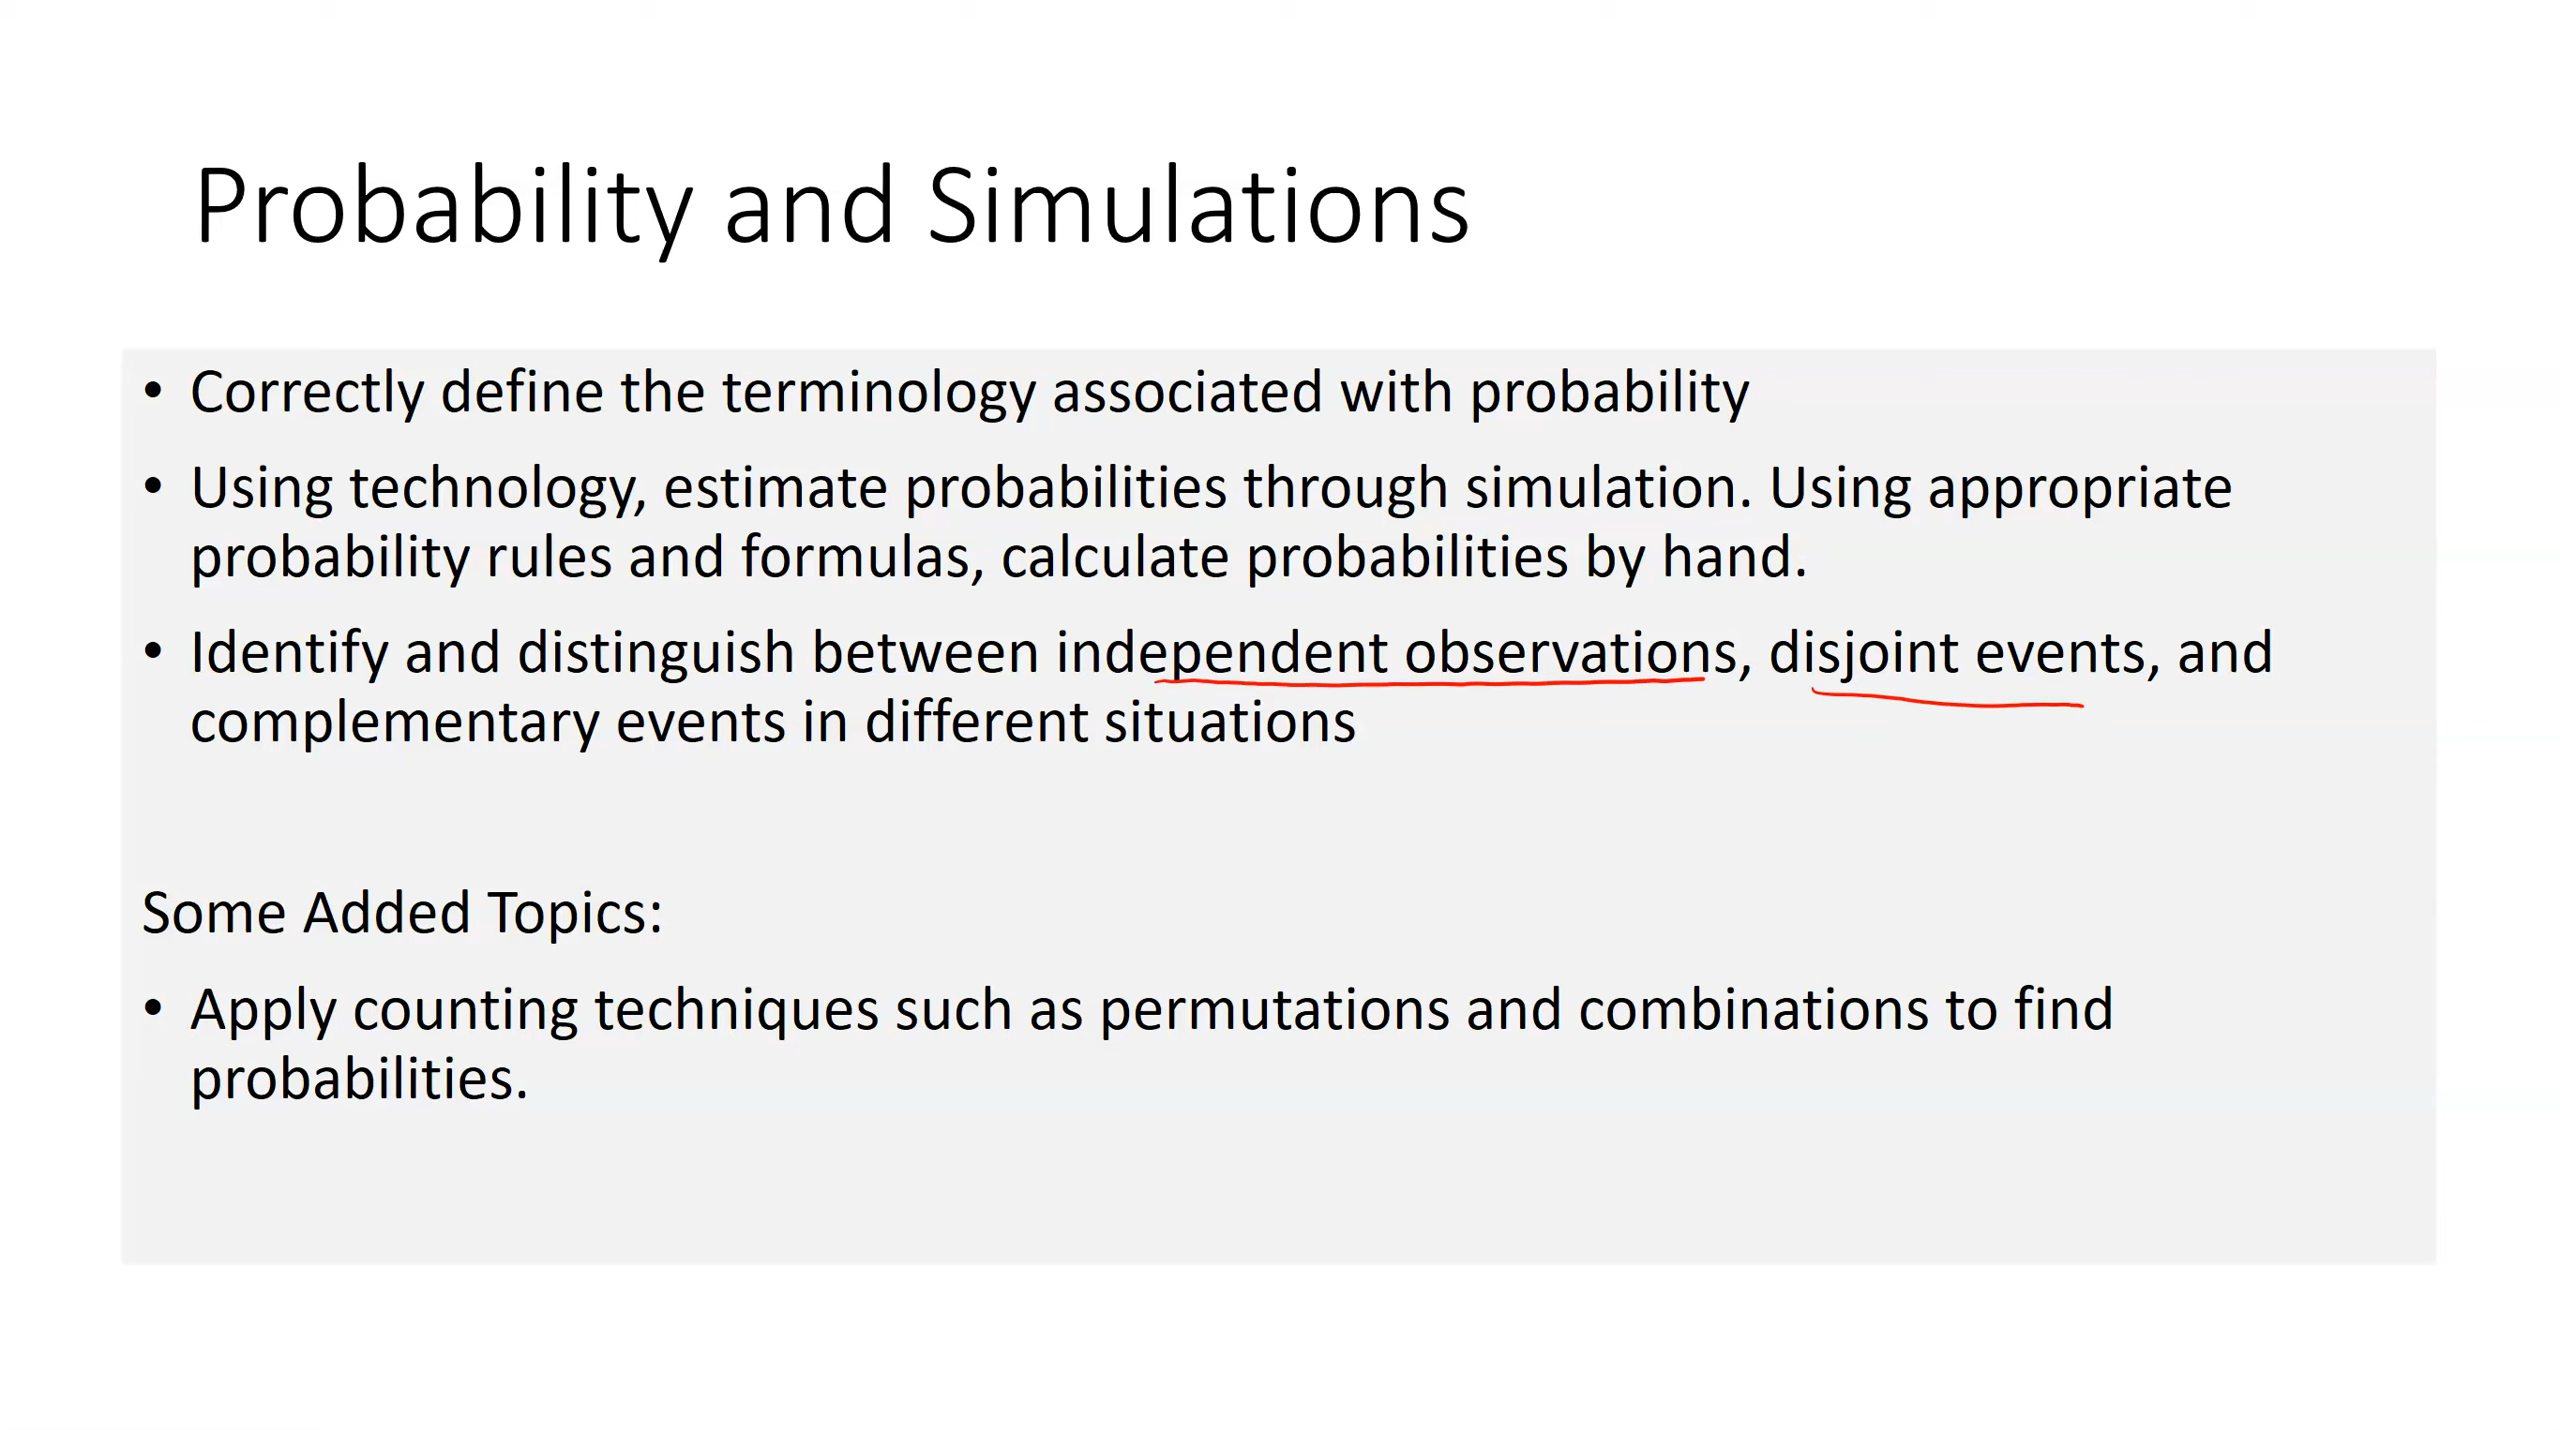 Probability and Simulations
• Correctly define the terminology associated with probability
• Using technology, estimate probabilities through simulation. Using appropriate
probability rules and formulas, calculate probabilities by hand.
• Identify and distinguish between independent observations, disjoint events, and
complementary events in different situations
Some Added Topics:
• Apply counting techniques such as permutations and combinations to find
probabilities.